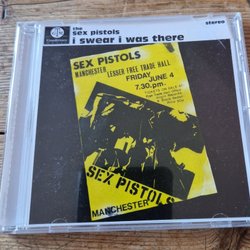 the
sex pistols
i swear i was there
stereo
SEX PISTOLS
MANCHESTER LESSER FREE TRADE HALL
FRIDAY JUNE 4
7.30.pm.
SEX PISTOLS
MANCHESTER